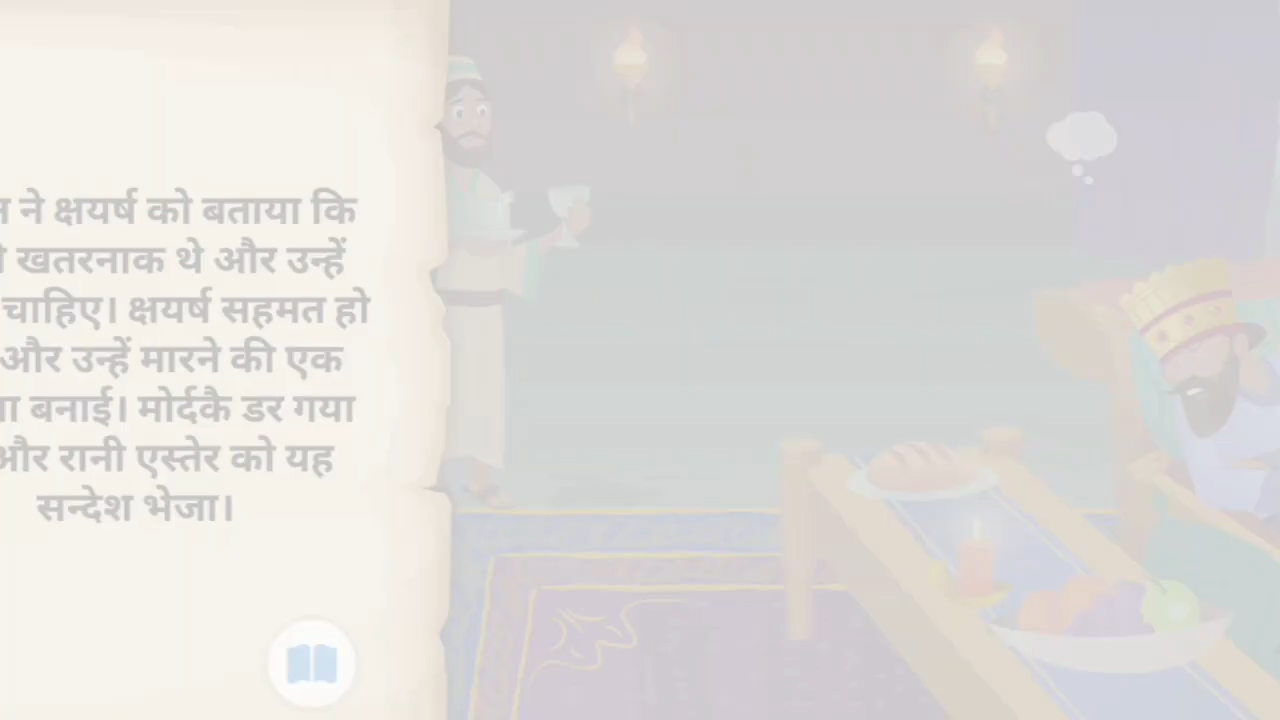 ने क्षयर्ष को बताया कि
खतरनाक थे और उन्हें
चाहिए। क्षयर्ष सहमत हो
और उन्हें मारने की एक
बनाई। मोर्दकै डर गया
और रानी एस्तेर को यह
सन्देश भेजा।